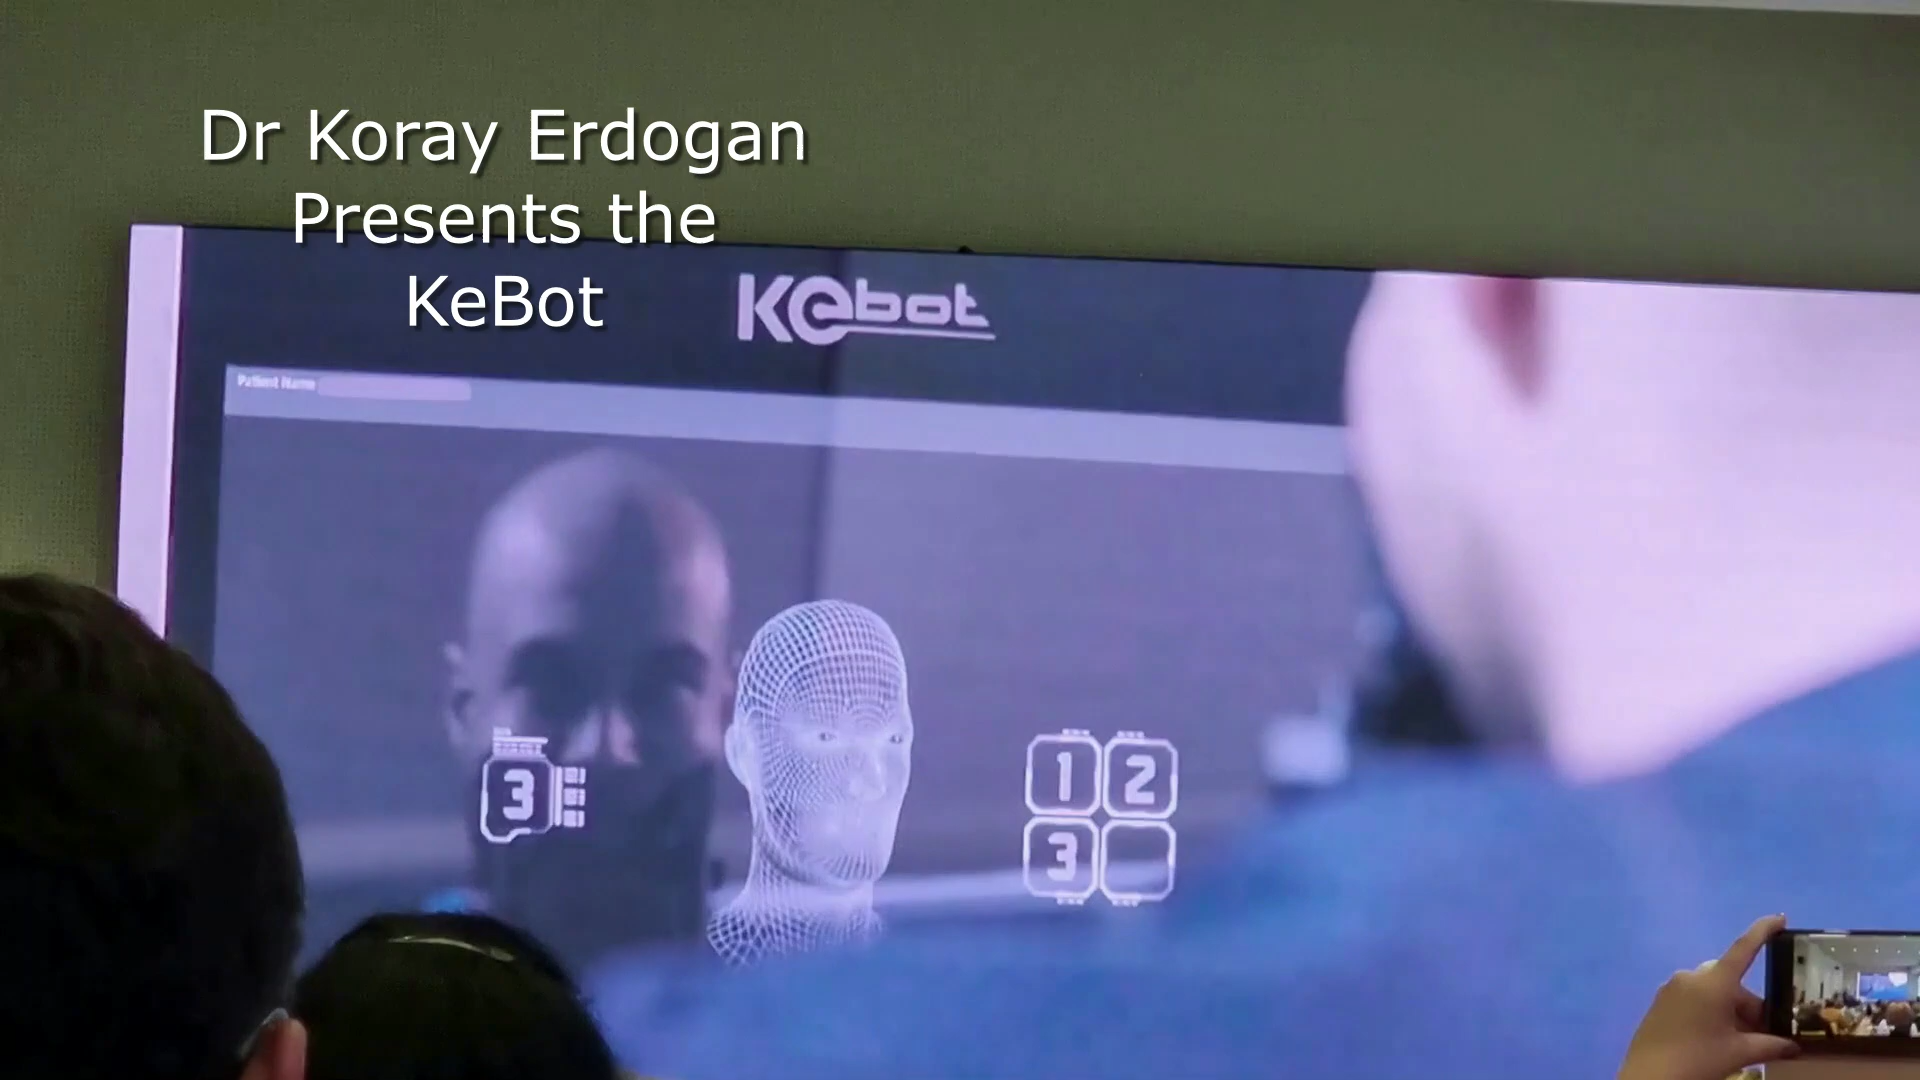 Dr Koray Erdogan
Presents the
KeBot
Kebot
Patient Name
3
1 2
3